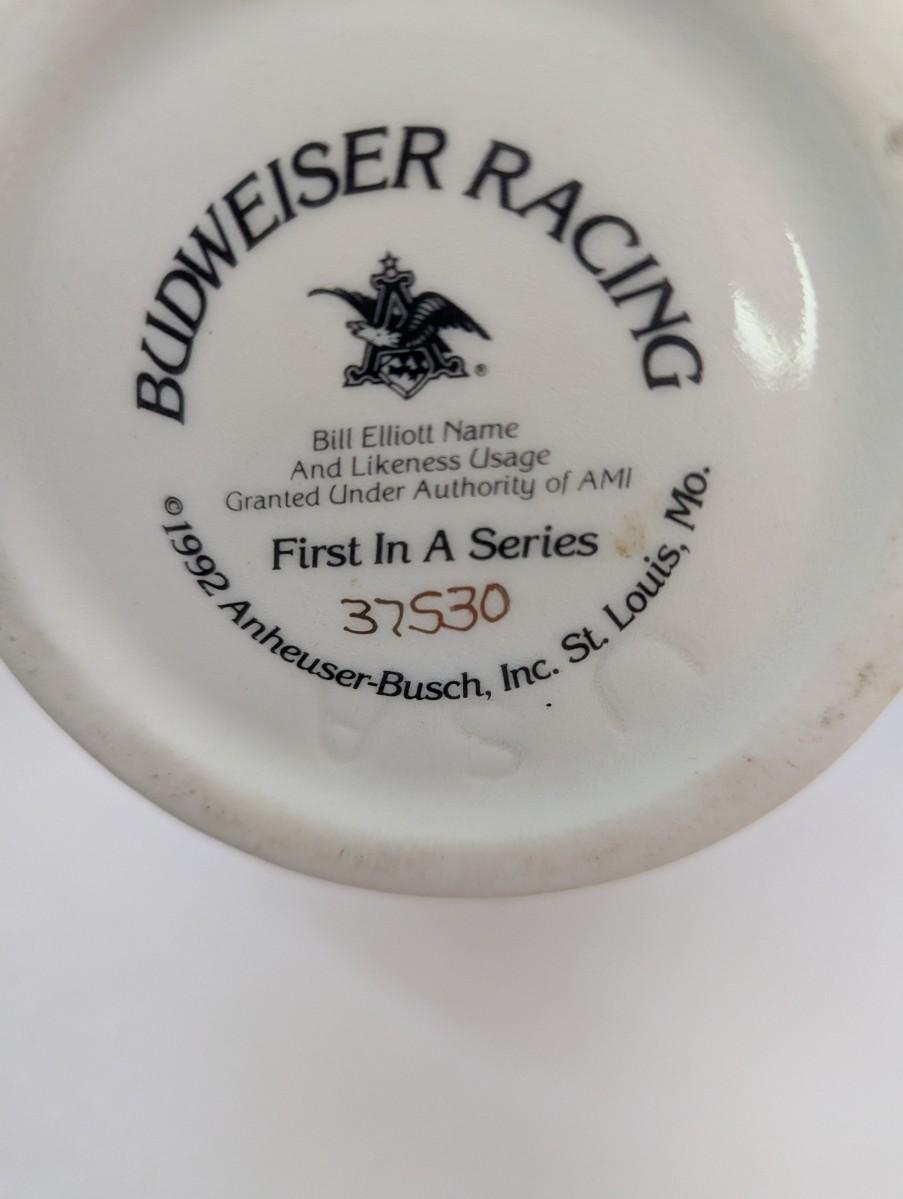 BUDWEISER RACING
A
®
Bill Elliott Name
And Likeness Usage
Granted Under Authority of AMI
First In A Series
37530
©1992 Anheuser-Busch, Inc. St. Louis, Mo.
USA